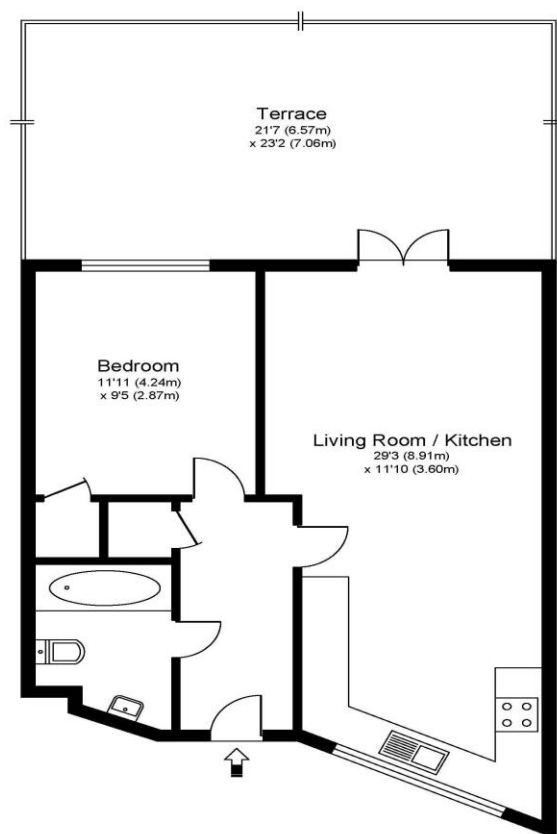 Terrace
21'7 (6.57m)
x 23'2 (7.06m)
Bedroom
11'11 (4.24m)
x 9'5 (2.87m)
Living Room / Kitchen
29'3 (8.91m)
x 11'10 (3.60m)